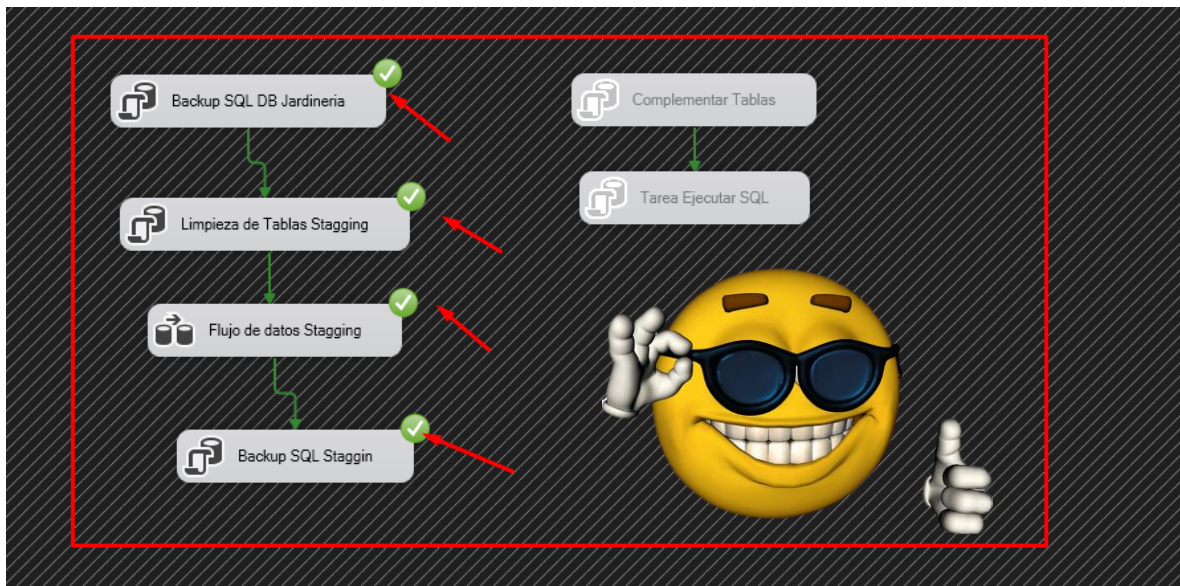 Backup SQL DB Jardineria
Limpieza de Tablas Stagging
Flujo de datos Stagging
Backup SQL Staggin
Complementar Tablas
Tarea Ejecutar SQL